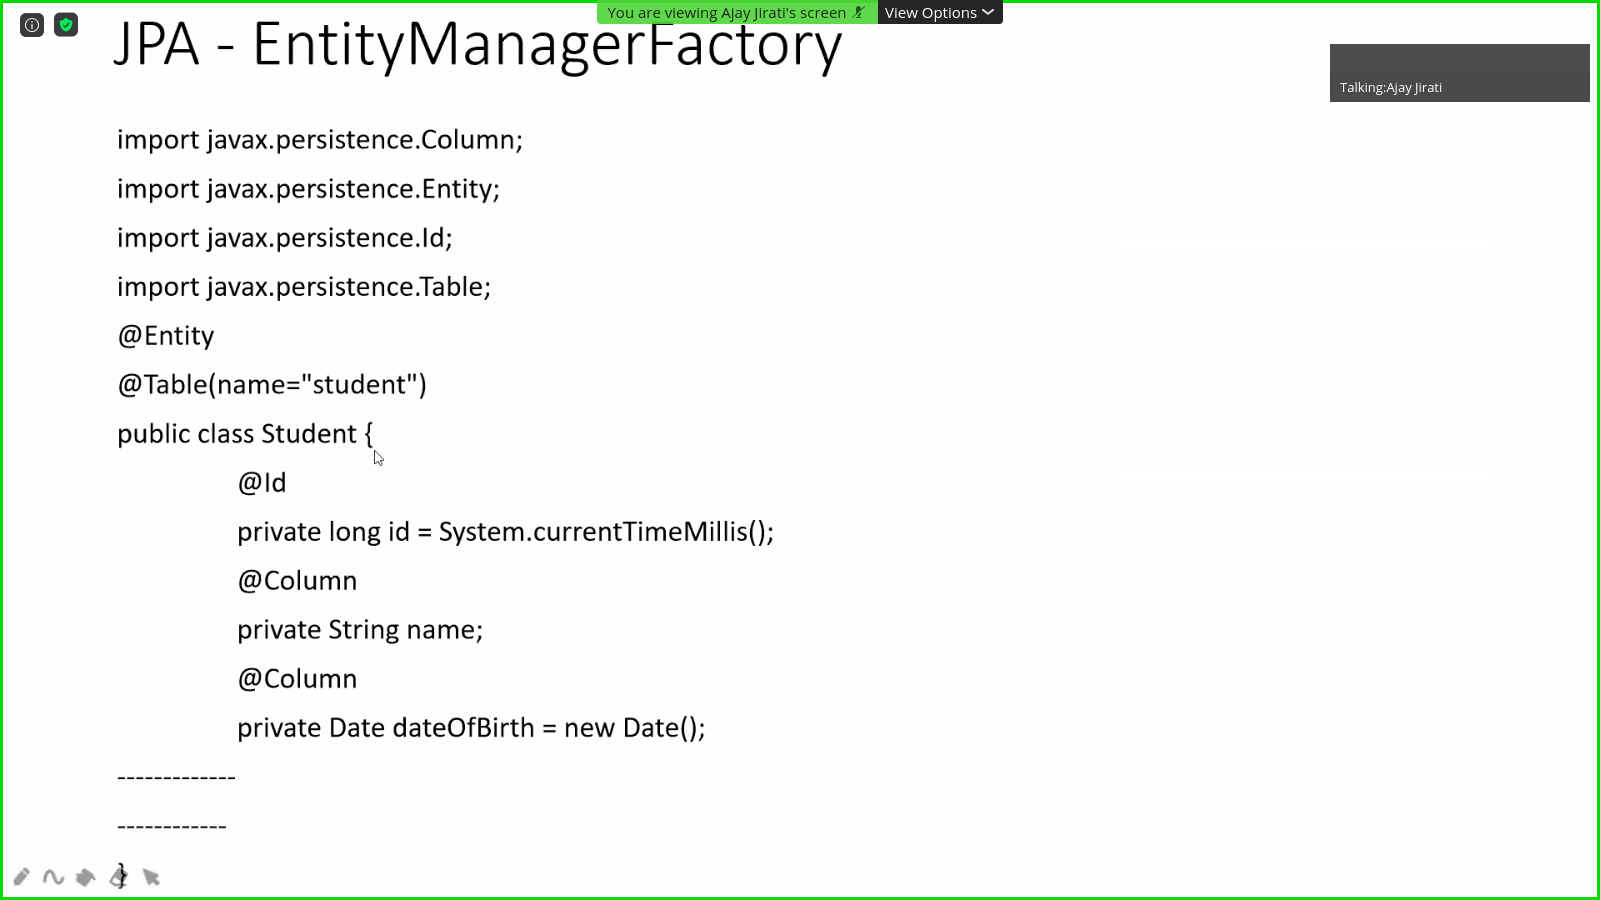 You are viewing Ajay Jirati's screen
View Options
JPA - EntityManagerFactory
Talking:Ajay Jirati
import javax.persistence.Column;
import javax.persistence.Entity;
import javax.persistence.Id;
import javax.persistence.Table;
@Entity
@Table(name="student")
public class Student {
@Id
private long id = System.currentTimeMillis();
@Column
private String name;
@Column
private Date dateOfBirth = new Date();
-------------
------------
}